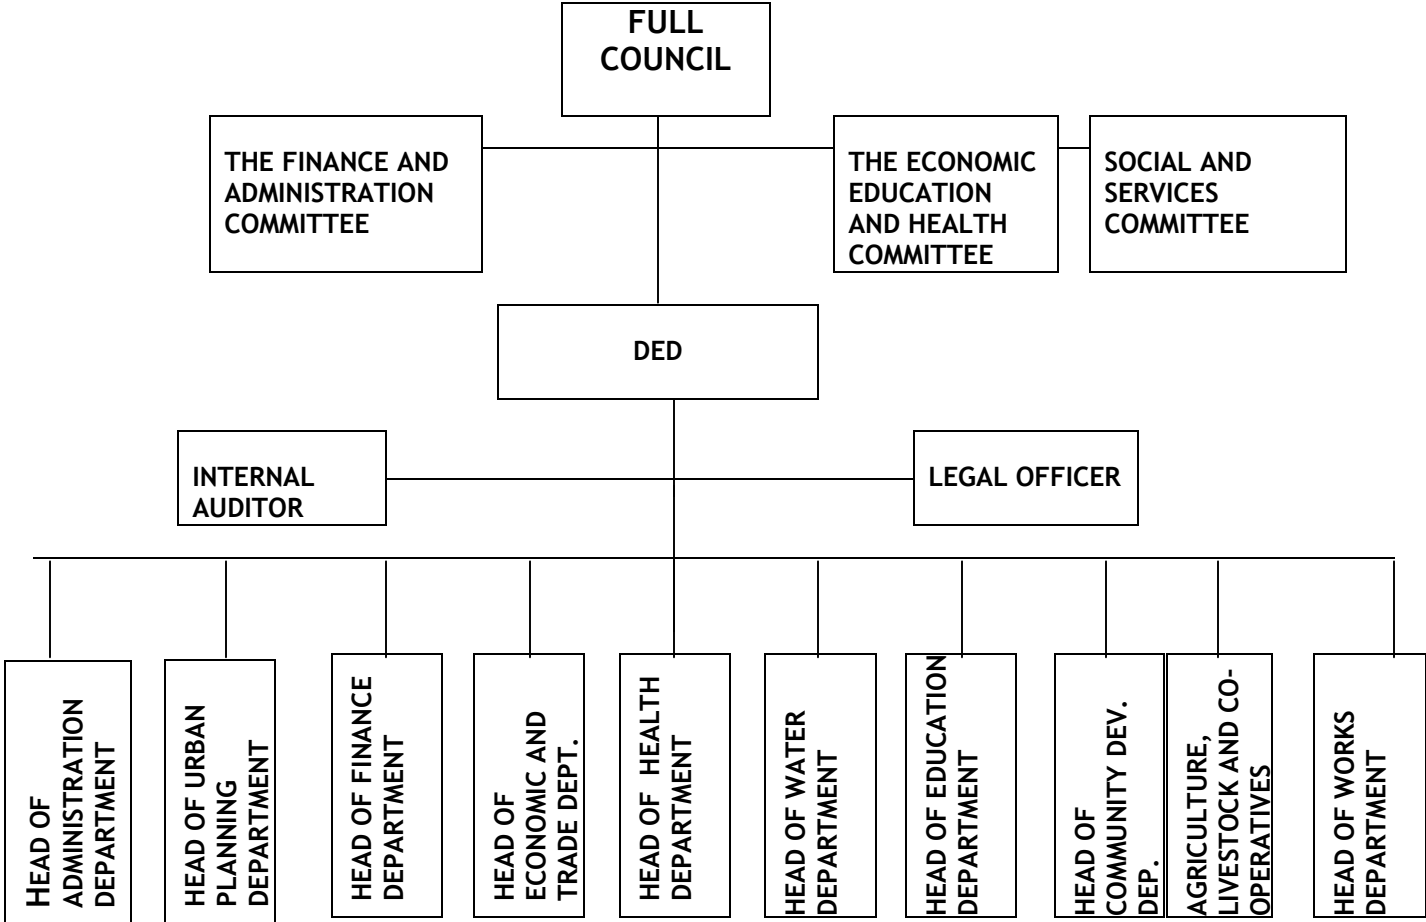 FULL
COUNCIL
THE FINANCE AND
ADMINISTRATION
COMMITTEE
THE ECONOMIC
EDUCATION
AND HEALTH
COMMITTEE
SOCIAL AND
SERVICES
COMMITTEE
DED
INTERNAL
AUDITOR
LEGAL OFFICER
HEAD OF
ADMINISTRATION
DEPARTMENT
HEAD OF URBAN
PLANNING
DEPARTMENT
HEAD OF FINANCE
DEPARTMENT
HEAD OF
ECONOMIC AND
TRADE DEPT.
HEAD OF HEALTH
DEPARTMENT
HEAD OF WATER
DEPARTMENT
HEAD OF EDUCATION
DEPARTMENT
HEAD OF
COMMUNITY DEV.
DEP.
AGRICULTURE,
LIVESTOCK AND CO-
OPERATIVES
HEAD OF WORKS
DEPARTMENT